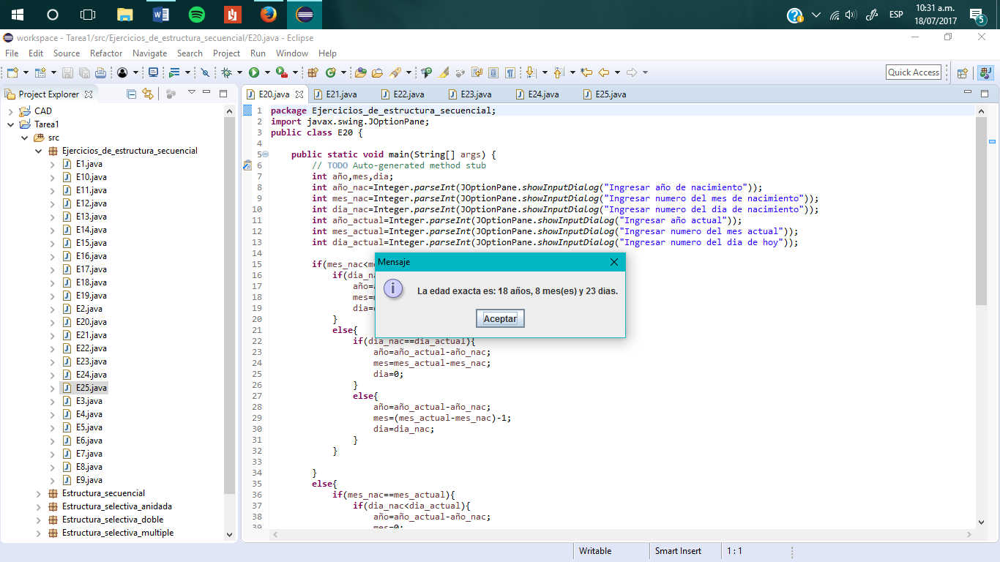 ESP
10:31 a.m.
18/07/2017
5
workspace - Tarea1/src/Ejercicios_de_estructura_secuencial/E20.java - Eclipse
File Edit Source Refactor Navigate Search Project Run Window Help
Quick Access
Project Explorer
CAD
Tarea1
src
Ejercicios_de_estructura_secuencial
E1.java
E10.java
E11.java
E12.java
E13.java
E14.java
E15.java
E16.java
E17.java
E18.java
E19.java
E2.java
E20.java
E21.java
E22.java
E23.java
E24.java
E25.java
E3.java
E4.java
E5.java
E6.java
E7.java
E8.java
E9.java
Estructura_secuencial
Estructura_selectiva_anidada
Estructura_selectiva_doble
Estructura_selectiva_multiple
E20.java E21.java E22.java E23.java E24.java E25.java
1 package Ejercicios_de_estructura_secuencial;
2 import javax.swing.JOptionPane;
3 public class E20 {
4
5 public static void main(String[] args) {
6 // TODO Auto-generated method stub
7 int año,mes,dia;
8 int año_nac=Integer.parseInt(JOptionPane.showInputDialog("Ingresar año de nacimiento"));
9 int mes_nac=Integer.parseInt(JOptionPane.showInputDialog("Ingresar numero del mes de nacimiento"));
10 int dia_nac=Integer.parseInt(JOptionPane.showInputDialog("Ingresar numero del dia de nacimiento"));
11 int año_actual=Integer.parseInt(JOptionPane.showInputDialog("Ingresar año actual"));
12 int mes_actual=Integer.parseInt(JOptionPane.showInputDialog("Ingresar numero del mes actual"));
13 int dia_actual=Integer.parseInt(JOptionPane.showInputDialog("Ingresar numero del dia de hoy"));
14
15 if(mes_nac<m
16 if(dia_na
17 año=
18 mes=
19 dia=
20 }
21 else{
22 if(dia_nac==dia_actual){
23 año=año_actual-año_nac;
24 mes=mes_actual-mes_nac;
25 dia=0;
26 }
27 else{
28 año=año_actual-año_nac;
29 mes=(mes_actual-mes_nac)-1;
30 dia=dia_nac;
31 }
32 }
33
34 }
35 else{
36 if(mes_nac==mes_actual){
37 if(dia_nac<dia_actual){
38 año=año_actual-año_nac;
39 mes=0;
Mensaje
La edad exacta es: 18 años, 8 mes(es) y 23 dias.
Aceptar
Writable Smart Insert 1 : 1